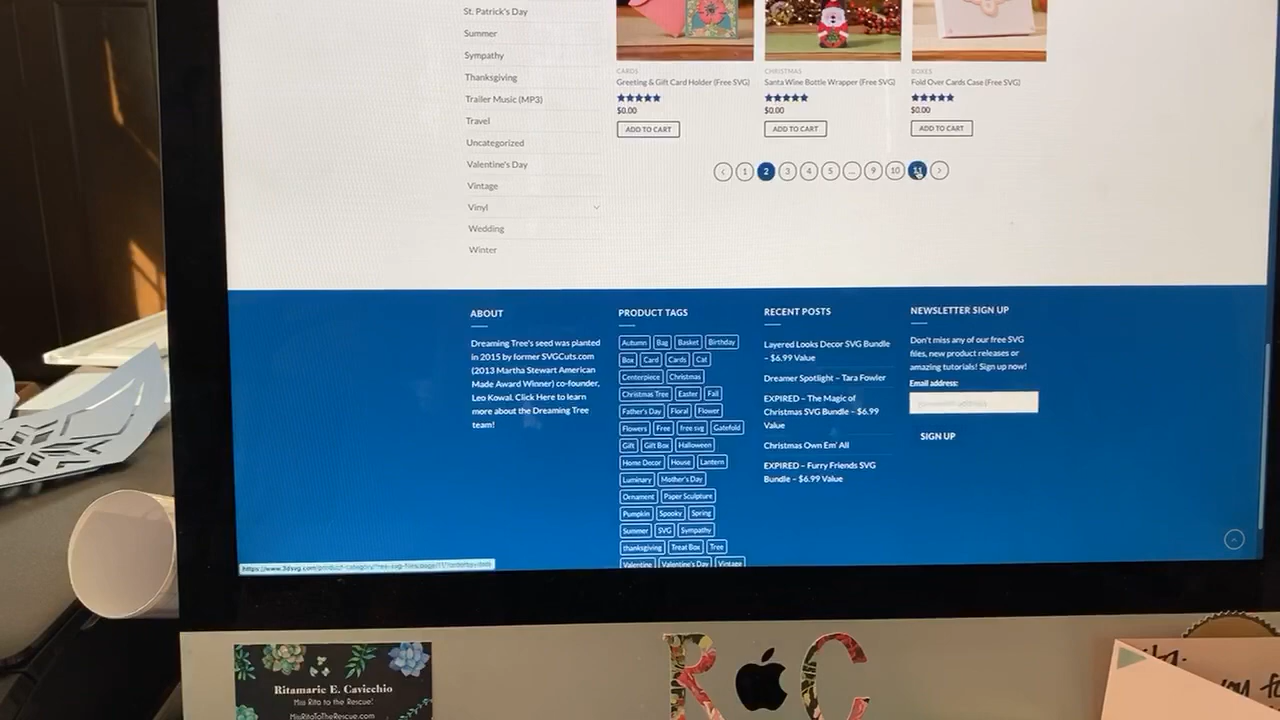 St. Patrick's Day
Summer
Sympathy
Thanksgiving
Trailer Music (MP3)
Travel
Uncategorized
Valentine's Day
Vintage
Vinyl
Wedding
Winter
CARDS
Greeting & Gift Card Holder (Free SVG)
$0.00
ADD TO CART
CHRISTMAS
Santa Wine Bottle Wrapper (Free SVG)
$0.00
ADD TO CART
BOXES
Fold Over Cards Case (Free SVG)
$0.00
ADD TO CART
1 2 3 4 5 ... 9 10 11
ABOUT
Dreaming Tree's seed was planted
in 2015 by former SVGCuts.com
(2013 Martha Stewart American
Made Award Winner) co-founder,
Leo Kowal. Click Here to learn
more about the Dreaming Tree
team!
PRODUCT TAGS
Autumn Bag Basket Birthday
Box Card Cards Cat
Centerpiece Christmas
Christmas Tree Easter Fall
Father's Day Floral Flower
Flowers Free free svg Gatefold
Gift Gift Box Halloween
Home Decor House Lantern
Luminary Mother's Day
Ornament Paper Sculpture
Pumpkin Spooky Spring
Summer SVG Sympathy
thanksgiving Treat Box Tree
Valentine Valentine's Day Vintage
RECENT POSTS
Layered Looks Decor SVG Bundle
– $6.99 Value
Dreamer Spotlight – Tara Fowler
EXPIRED – The Magic of
Christmas SVG Bundle – $6.99
Value
Christmas Own Em' All
EXPIRED – Furry Friends SVG
Bundle – $6.99 Value
NEWSLETTER SIGN UP
Don't miss any of our free SVG
files, new product releases or
amazing tutorials! Sign up now!
Email address:
SIGN UP
R C
Ritamarie E. Cavicchio
Miss Rita to the Rescue!
MissRitaToTheRescue.com